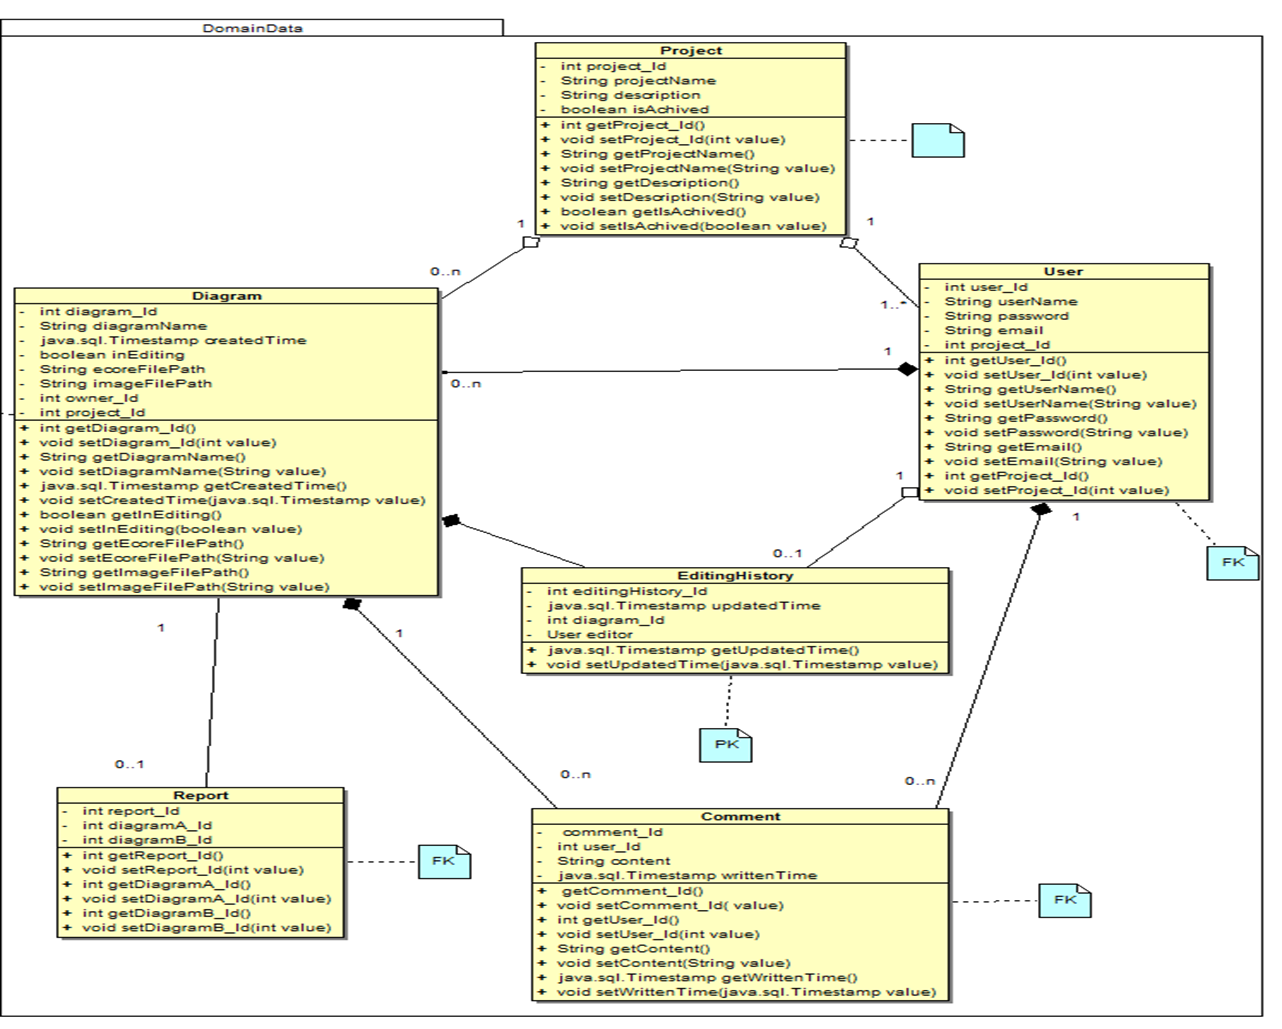 DomainData
Project
- int project_Id
- String projectName
- String description
- boolean isAchived
+ int getProject_Id()
+ void setProject_Id(int value)
+ String getProjectName()
+ void setProjectName(String value)
+ String getDescription()
+ void setDescription(String value)
+ boolean getIsAchived()
+ void setIsAchived(boolean value)
1
1
0..n
1..*
Diagram
- int diagram_Id
- String diagramName
- java.sql.Timestamp createdTime
- boolean inEditing
- String ecoreFilePath
- String imageFilePath
- int owner_Id
- int project_Id
+ int getDiagram_Id()
+ void setDiagram_Id(int value)
+ String getDiagramName()
+ void setDiagramName(String value)
+ java.sql.Timestamp getCreatedTime()
+ void setCreatedTime(java.sql.Timestamp value)
+ boolean getInEditing()
+ void setInEditing(boolean value)
+ String getEcoreFilePath()
+ void setEcoreFilePath(String value)
+ String getImageFilePath()
+ void setImageFilePath(String value)
0..n
1
User
- int user_Id
- String userName
- String password
- String email
- int project_Id
+ int getUser_Id()
+ void setUser_Id(int value)
+ String getUserName()
+ void setUserName(String value)
+ String getPassword()
+ void setPassword(String value)
+ String getEmail()
+ void setEmail(String value)
+ int getProject_Id()
+ void setProject_Id(int value)
1
1
FK
0..1
EditingHistory
- int editingHistory_Id
- java.sql.Timestamp updatedTime
- int diagram_Id
- User editor
+ java.sql.Timestamp getUpdatedTime()
+ void setUpdatedTime(java.sql.Timestamp value)
PK
1
1
0..1
0..n
0..n
Report
- int report_Id
- int diagramA_Id
- int diagramB_Id
+ int getReport_Id()
+ void setReport_Id(int value)
+ int getDiagramA_Id()
+ void setDiagramA_Id(int value)
+ int getDiagramB_Id()
+ void setDiagramB_Id(int value)
FK
Comment
- comment_Id
- int user_Id
- String content
- java.sql.Timestamp writtenTime
+ getComment_Id()
+ void setComment_Id( value)
+ int getUser_Id()
+ void setUser_Id(int value)
+ String getContent()
+ void setContent(String value)
+ java.sql.Timestamp getWrittenTime()
+ void setWrittenTime(java.sql.Timestamp value)
FK